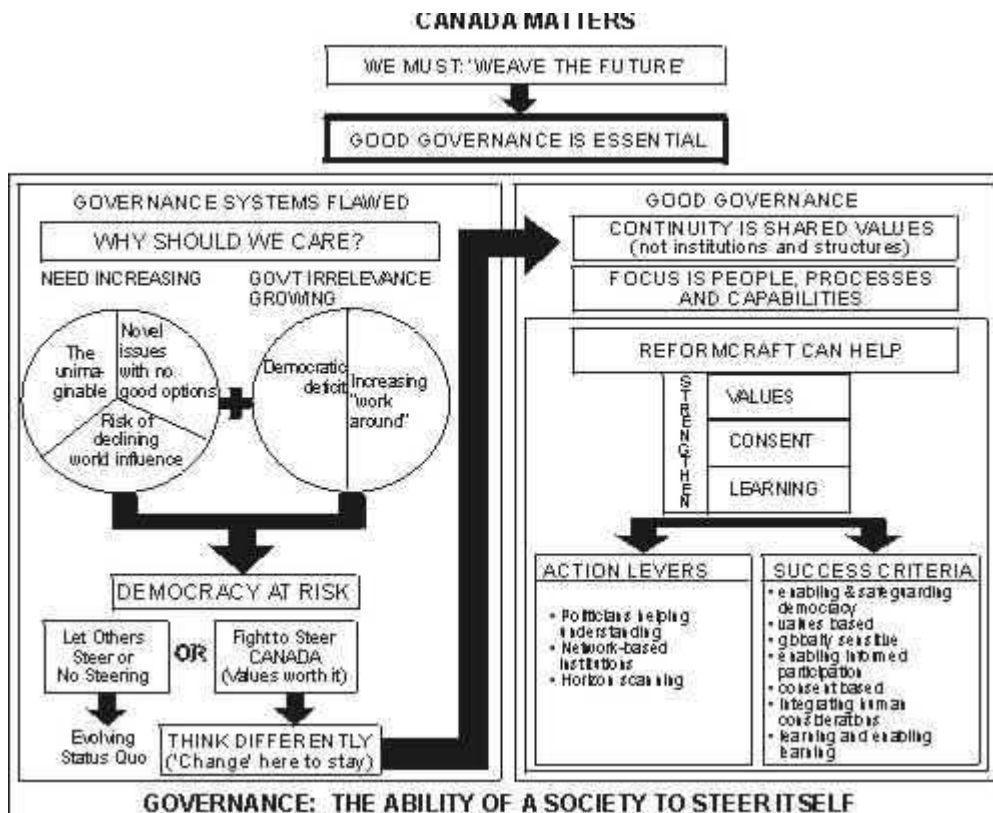 CANADA MATTERS
WE MUST: 'WEAVE THE FUTURE'
GOOD GOVERNANCE IS ESSENTIAL
GOVERNANCE SYSTEMS FLAWED
WHY SHOULD WE CARE?
NEED INCREASING
GOVT IRRELEVANCE
GROWING
The
unima-
ginable
Novel
issues
with no
good options
Risk of
declining
world influence
Democratic
deficit
Increasing
"work
around"
DEMOCRACY AT RISK
Let Others
Steer or
No Steering
OR
Fight to Steer
CANADA
(Values worth it)
Evolving
Status Quo
THINK DIFFERENTLY
('Change' here to stay)
GOOD GOVERNANCE
CONTINUITY IS SHARED VALUES
(not institutions and structures)
FOCUS IS PEOPLE, PROCESSES
AND CAPABILITIES
REFORMCRAFT CAN HELP
STRENGTHEN
VALUES
CONSENT
LEARNING
ACTION LEVERS
• Politicians helping
understanding
• Network-based
institutions
• Horizon scanning
SUCCESS CRITERIA
• enabling & safeguarding
democracy
• values based
• globally sensitive
• enabling informed
participation
• consent based
• integrating human
considerations
• learning and enabling
learning
GOVERNANCE: THE ABILITY OF A SOCIETY TO STEER ITSELF